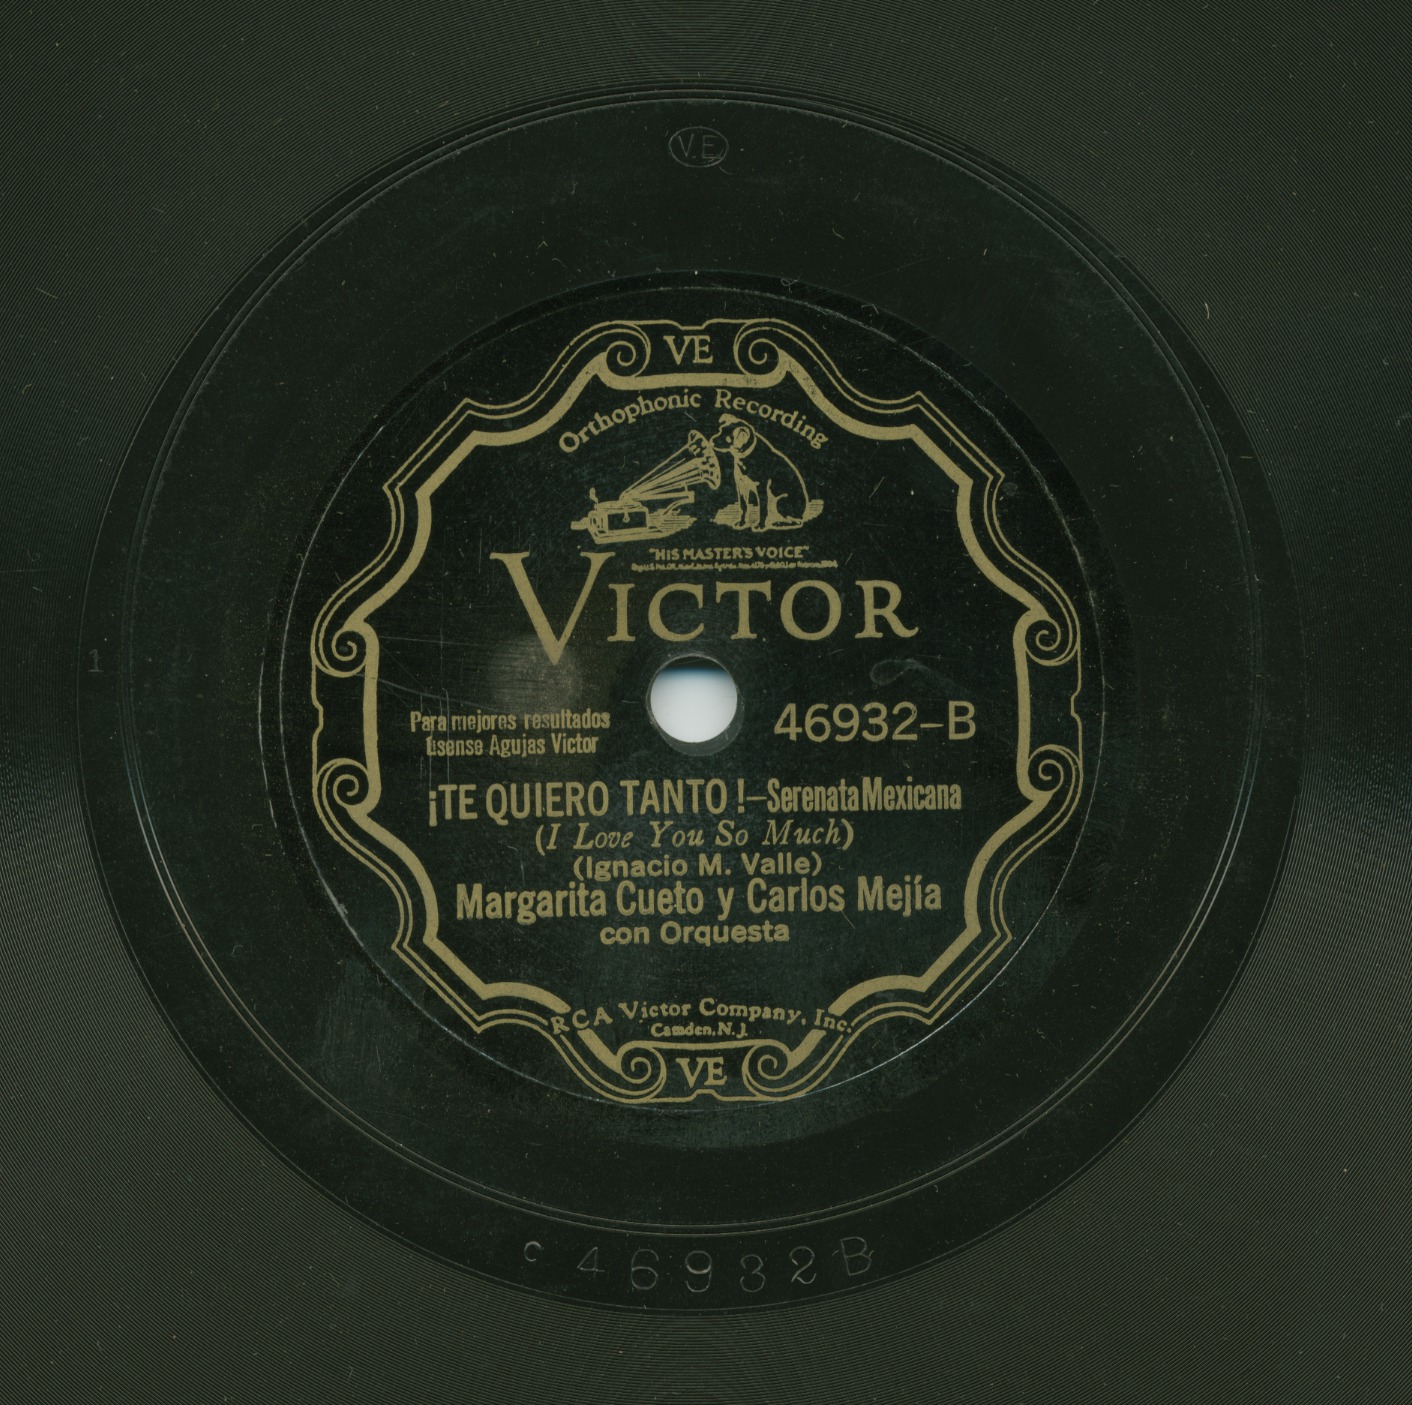 VE
VE
Orthophonic Recording
"HIS MASTER'S VOICE"
VICTOR
1
Para mejores resultados
úsense Agujas Victor
46932-B
¡TE QUIERO TANTO!—Serenata Mexicana
(I Love You So Much)
(Ignacio M. Valle)
Margarita Cueto y Carlos Mejía
con Orquesta
RCA Victor Company, Inc.
Camden, N. J.
VE
C 46932B